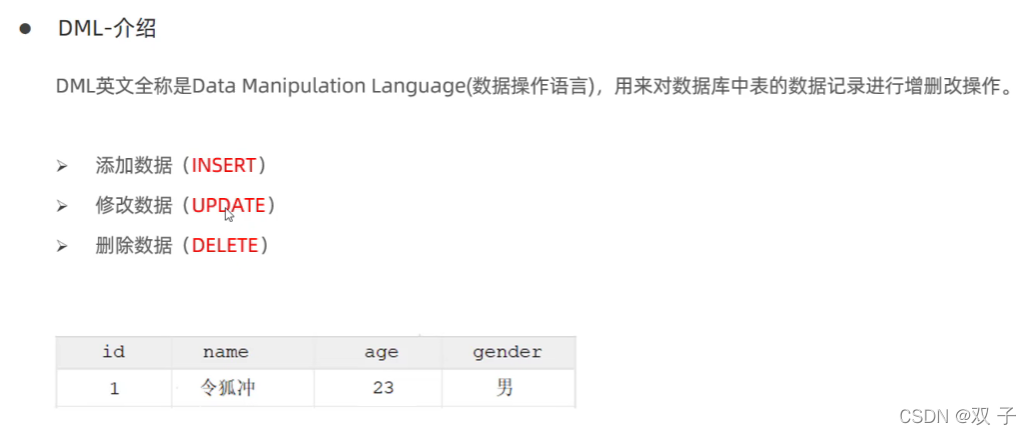 DML-介绍
DML英文全称是Data Manipulation Language(数据操作语言)，用来对数据库中表的数据记录进行增删改操作。
添加数据（INSERT）
修改数据（UPDATE）
删除数据（DELETE）
id name age gender
1 令狐冲 23 男
CSDN @双 子